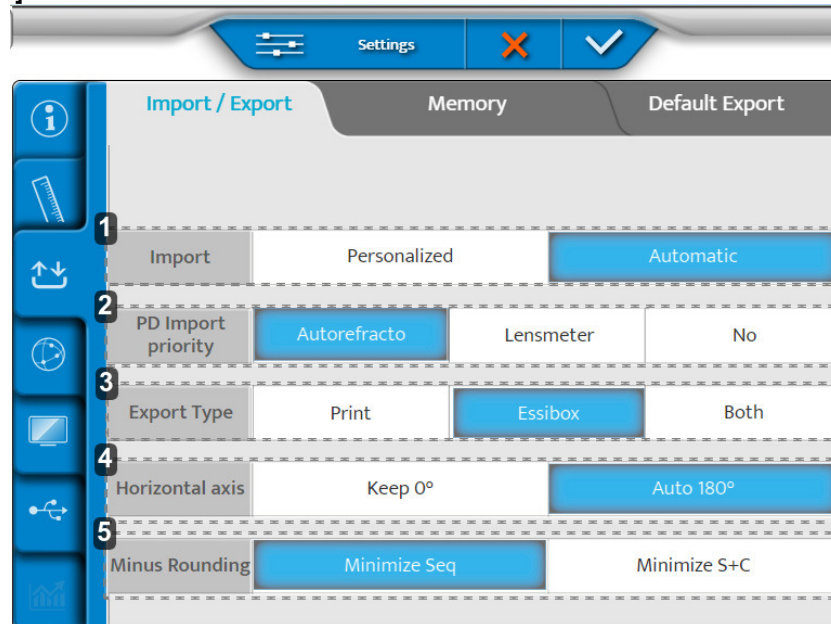 Settings
Import / Export Memory Default Export
1
Import Personalized Automatic
2
PD Import
priority
Autorefracto Lensmeter No
3
Export Type Print Essibox Both
4
Horizontal axis Keep 0° Auto 180°
5
Minus Rounding Minimize Seq Minimize S+C